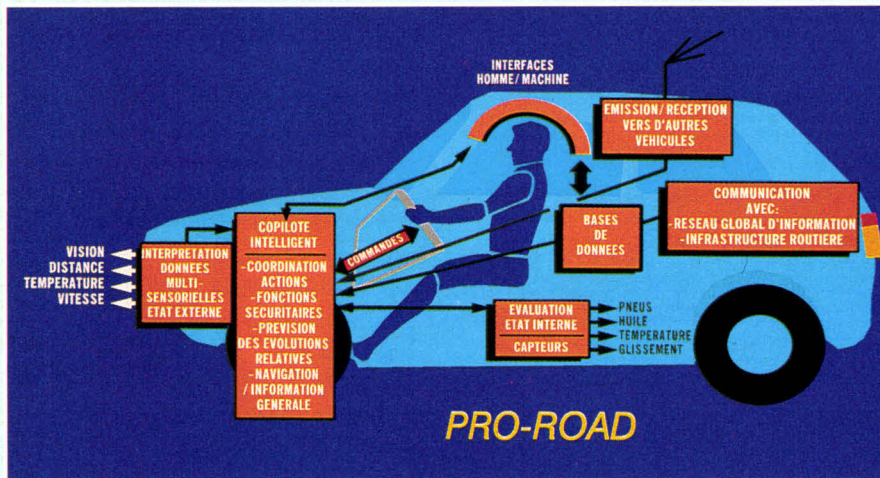 INTERFACES
HOMME/MACHINE
EMISSION/RECEPTION
VERS D'AUTRES
VEHICULES
COMMUNICATION
AVEC:
-RESEAU GLOBAL D'INFORMATION
-INFRASTRUCTURE ROUTIERE
BASES
DE
DONNEES
COMMANDES
COPILOTE
INTELLIGENT
-COORDINATION
ACTIONS
-FONCTIONS
SECURITAIRES
-PREVISION
DES EVOLUTIONS
RELATIVES
-NAVIGATION
/INFORMATION
GENERALE
INTERPRETATION
DONNEES
MULTI-
SENSORIELLES
ETAT EXTERNE
VISION
DISTANCE
TEMPERATURE
VITESSE
EVALUATION
ETAT INTERNE
CAPTEURS
PNEUS
HUILE
TEMPERATURE
GLISSEMENT
PRO-ROAD